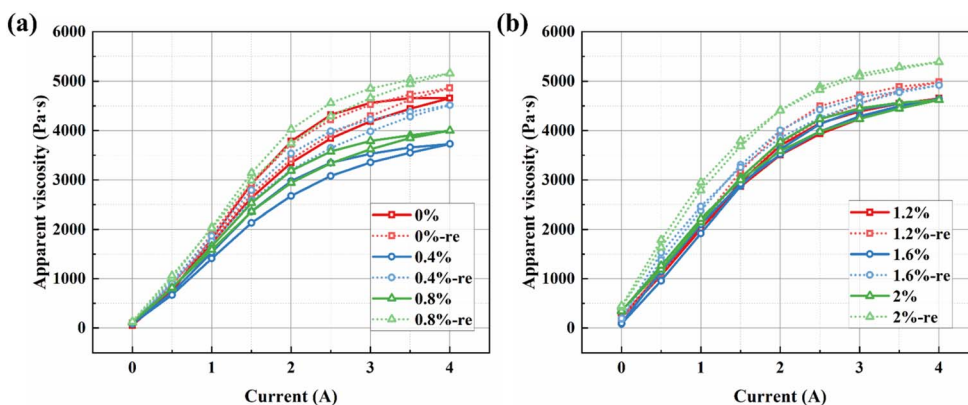 (a)
6000
5000
4000
3000
2000
1000
0
Apparent viscosity (Pa·s)
0%
0%-re
0.4%
0.4%-re
0.8%
0.8%-re
0 1 2 3 4
Current (A)
(b)
6000
5000
4000
3000
2000
1000
0
Apparent viscosity (Pa·s)
1.2%
1.2%-re
1.6%
1.6%-re
2%
2%-re
0 1 2 3 4
Current (A)